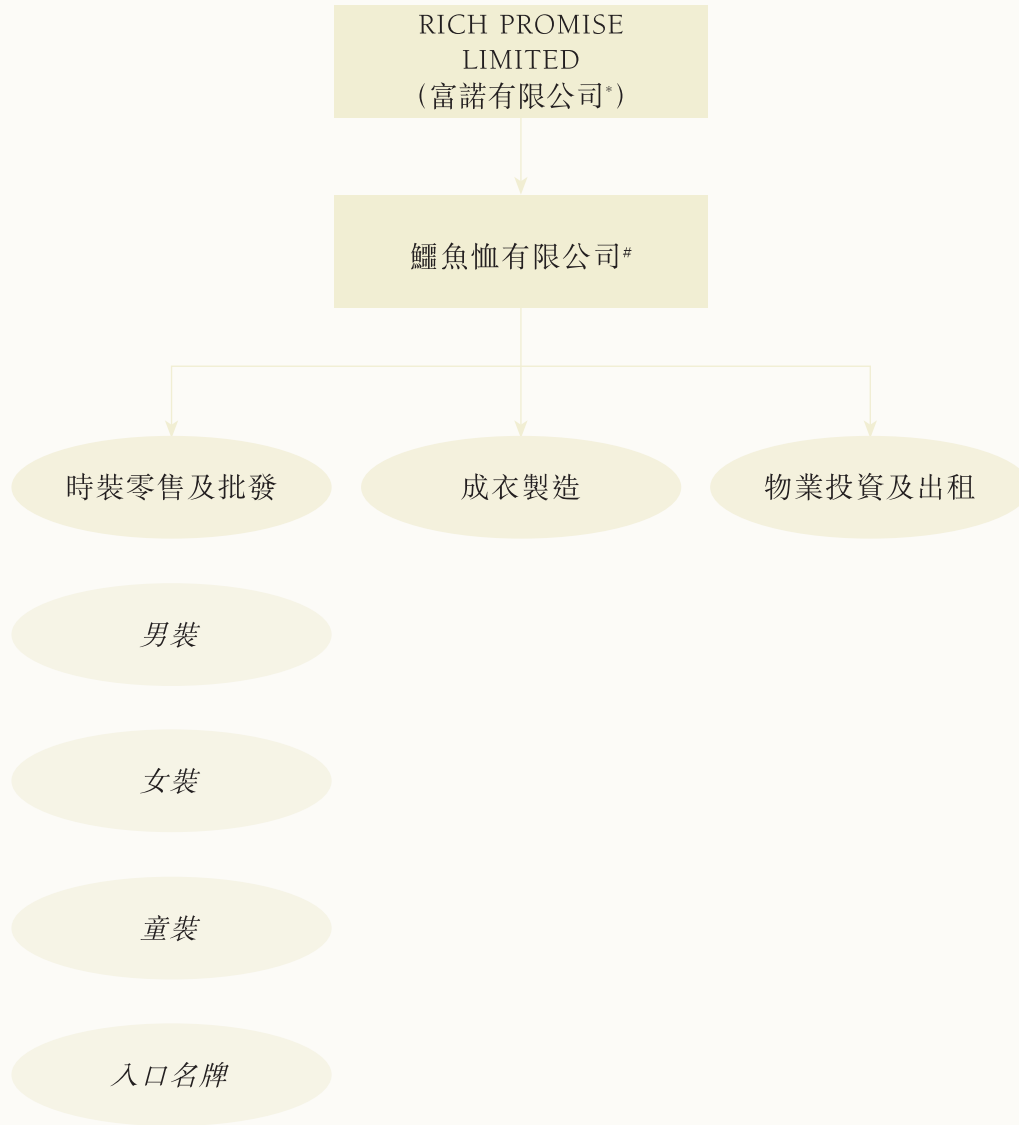 RICH PROMISE
LIMITED
(富諾有限公司*)
鱷魚恤有限公司#
時裝零售及批發
成衣製造
物業投資及出租
男裝
女裝
童裝
入口名牌